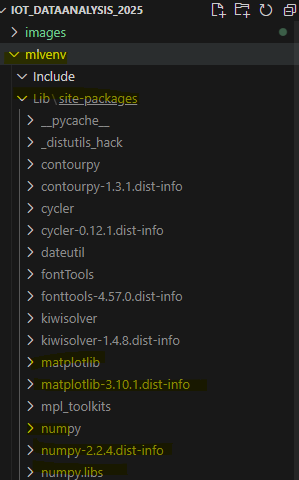 IOT_DATAANALYSIS_2025
images
mlvenv
Include
Lib\site-packages
__pycache__
_distutils_hack
contourpy
contourpy-1.3.1.dist-info
cycler
cycler-0.12.1.dist-info
dateutil
fontTools
fonttools-4.57.0.dist-info
kiwisolver
kiwisolver-1.4.8.dist-info
matplotlib
matplotlib-3.10.1.dist-info
mpl_toolkits
numpy
numpy-2.2.4.dist-info
numpy.libs